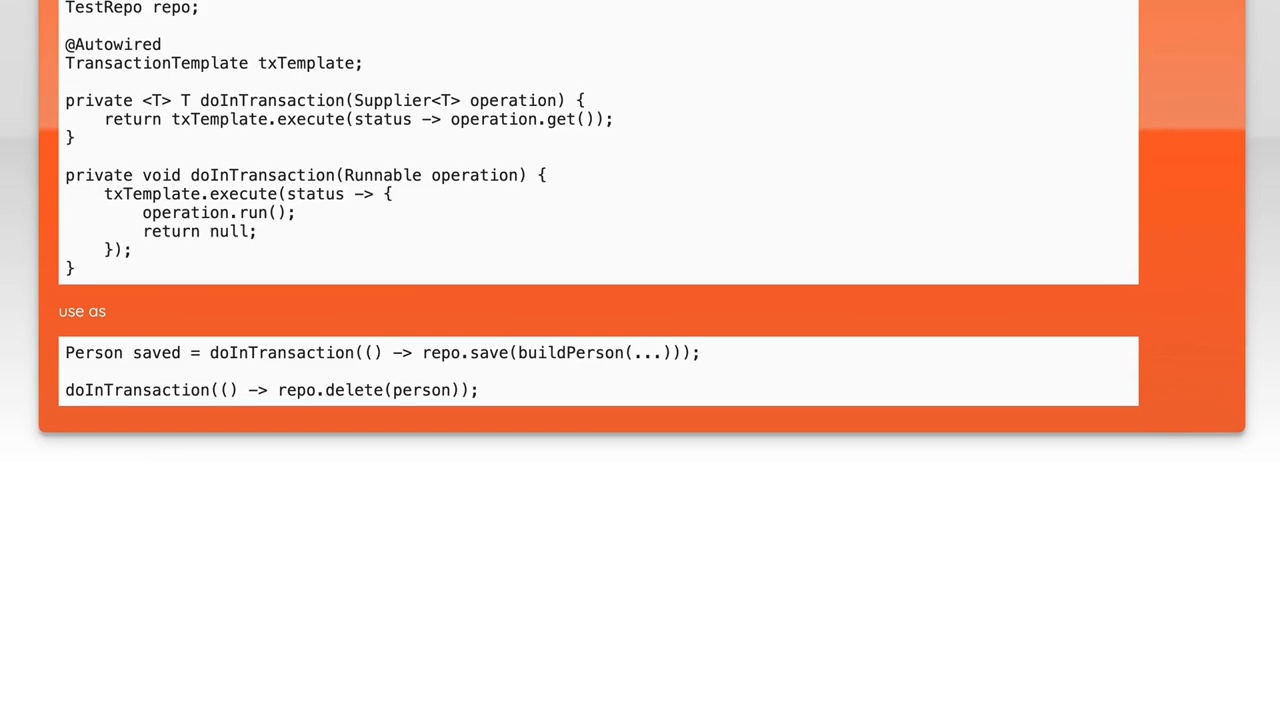 TestRepo repo;
@Autowired
TransactionTemplate txTemplate;
private <T> T doInTransaction(Supplier<T> operation) {
    return txTemplate.execute(status -> operation.get());
}
private void doInTransaction(Runnable operation) {
    txTemplate.execute(status -> {
        operation.run();
        return null;
    });
}
use as
Person saved = doInTransaction(() -> repo.save(buildPerson(...)));
doInTransaction(() -> repo.delete(person));